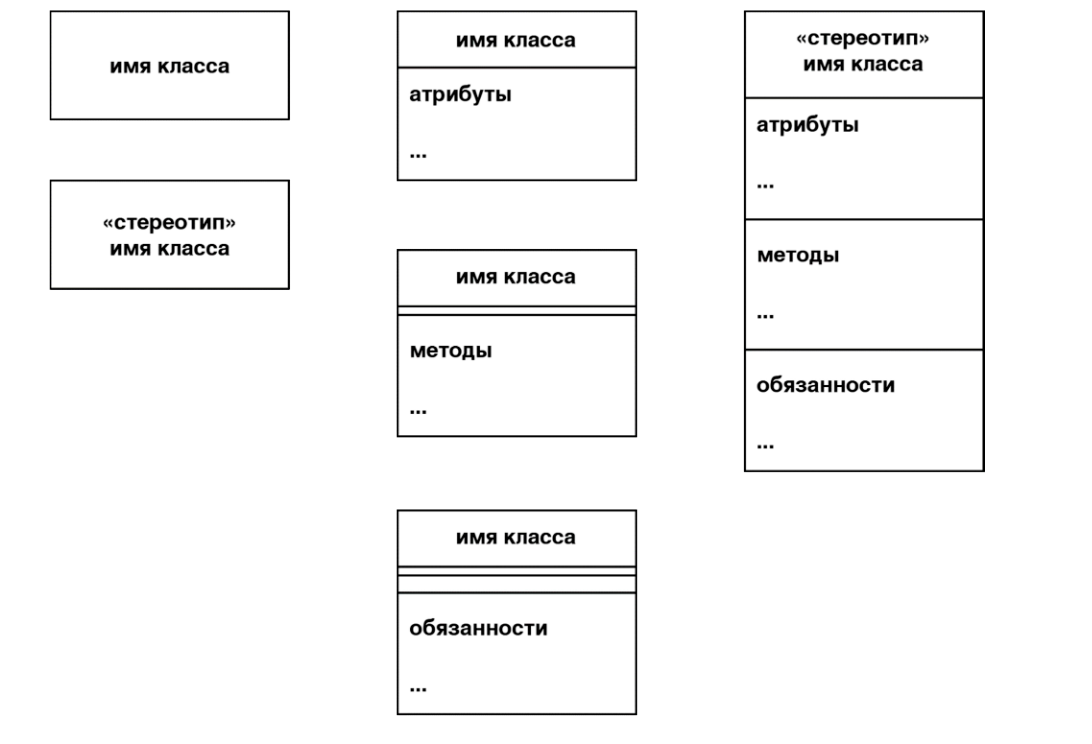 имя класса
«стереотип»
имя класса
имя класса
атрибуты
...
имя класса
методы
...
имя класса
обязанности
...
«стереотип»
имя класса
атрибуты
...
методы
...
обязанности
...